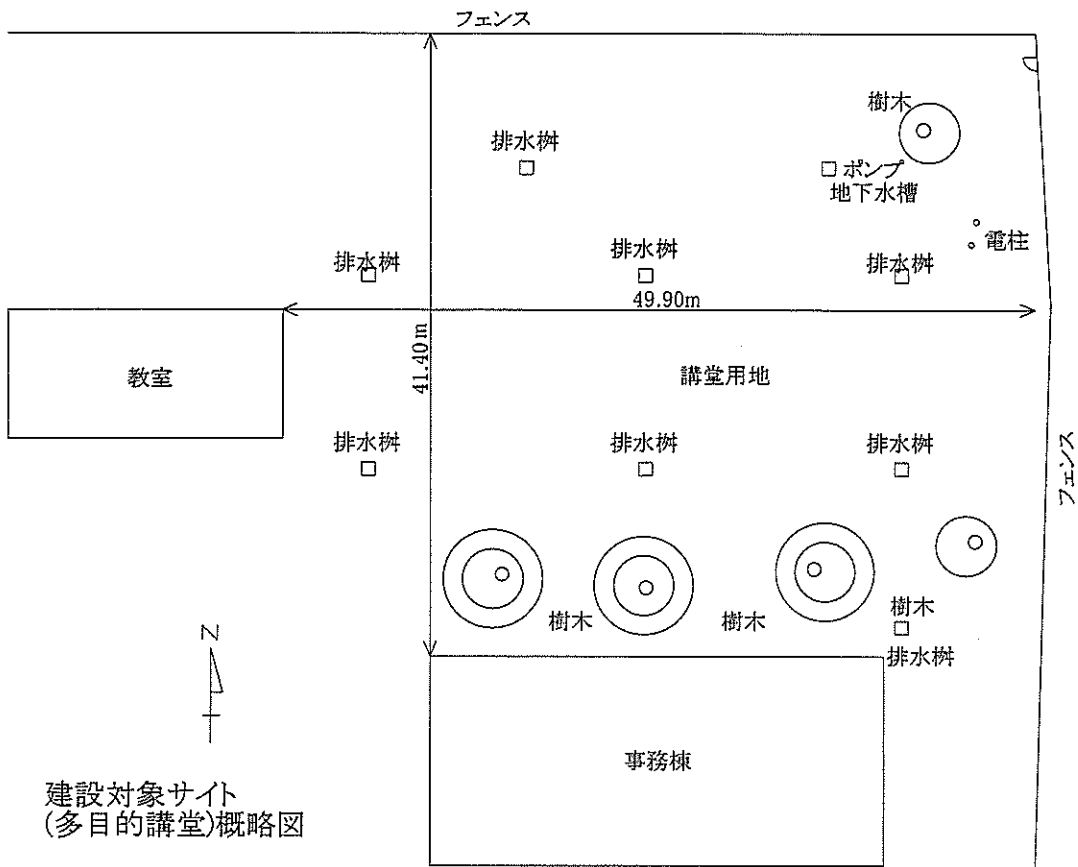 フェンス
樹木
排水桝
ポンプ
地下水槽
電柱
排水桝
排水桝
排水桝
49.90m
41.40m
教室
講堂用地
排水桝
排水桝
排水桝
フェンス
樹木
樹木
樹木
排水桝
Z
事務棟
建設対象サイト
(多目的講堂)概略図